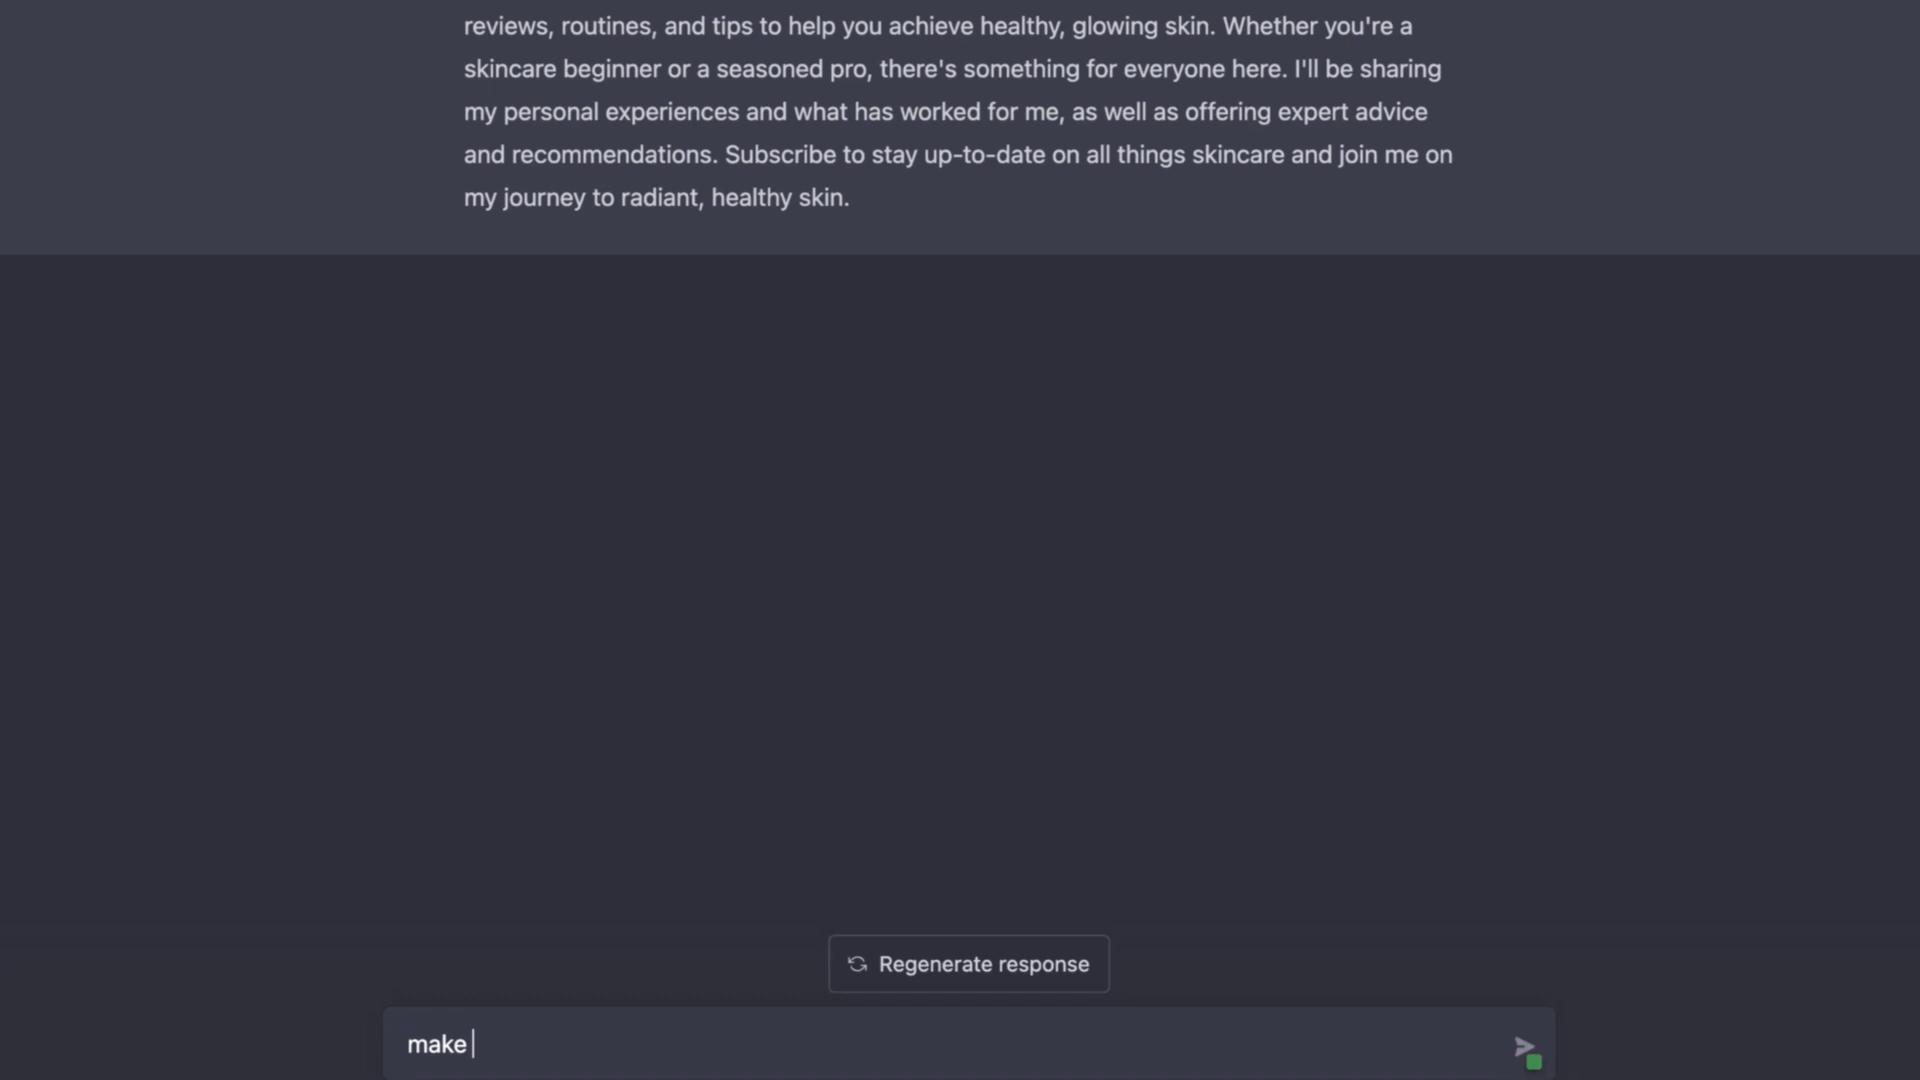 reviews, routines, and tips to help you achieve healthy, glowing skin. Whether you're a
skincare beginner or a seasoned pro, there's something for everyone here. I'll be sharing
my personal experiences and what has worked for me, as well as offering expert advice
and recommendations. Subscribe to stay up-to-date on all things skincare and join me on
my journey to radiant, healthy skin.
Regenerate response
make